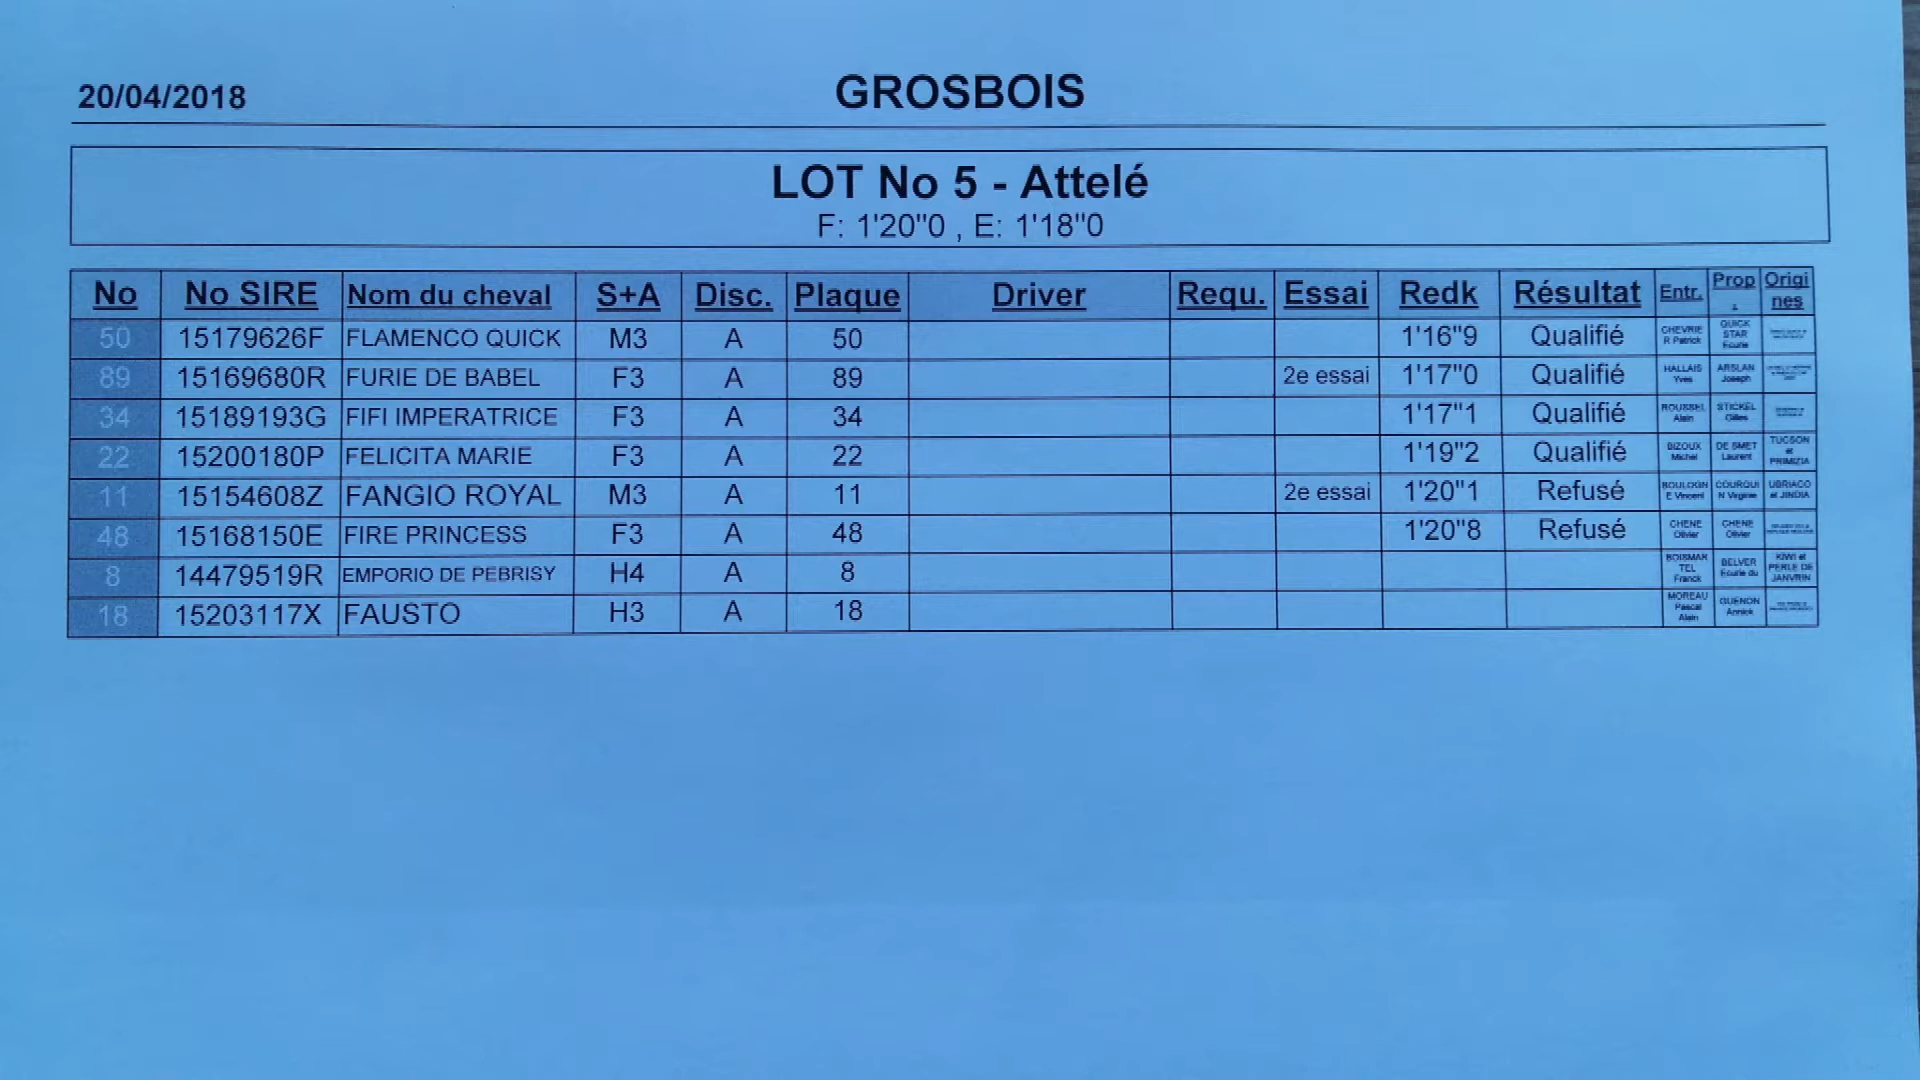 20/04/2018 GROSBOIS
LOT No 5 - Attelé
F: 1'20"0 , E: 1'18"0
No No SIRE Nom du cheval S+A Disc. Plaque Driver Requ. Essai Redk Résultat Entr. Prop. Origines
50 15179626F FLAMENCO QUICK M3 A 50 1'16"9 Qualifié CHEVRIER Patrick QUICK STAR Ecurie
89 15169680R FURIE DE BABEL F3 A 89 2e essai 1'17"0 Qualifié HALLAIS Yves ARSLAN Joseph
34 15189193G FIFI IMPERATRICE F3 A 34 1'17"1 Qualifié ROUSSEL Alain STICKEL Gilles
22 15200180P FELICITA MARIE F3 A 22 1'19"2 Qualifié BIZOUX Michel DE SMET Laurent TUCSON et PRIMIZIA
11 15154608Z FANGIO ROYAL M3 A 11 2e essai 1'20"1 Refusé BOULOGNE Vincent COURQUIN Virginie UBRIACO et JINDIA
48 15168150E FIRE PRINCESS F3 A 48 1'20"8 Refusé CHENE Olivier CHENE Olivier
8 14479519R EMPORIO DE PEBRISY H4 A 8 BOISMARTEL Franck BELVER Ecurie du KIWI et PERLE DE JANVRIN
18 15203117X FAUSTO H3 A 18 MOREAU Pascal Alain GUENON Annick